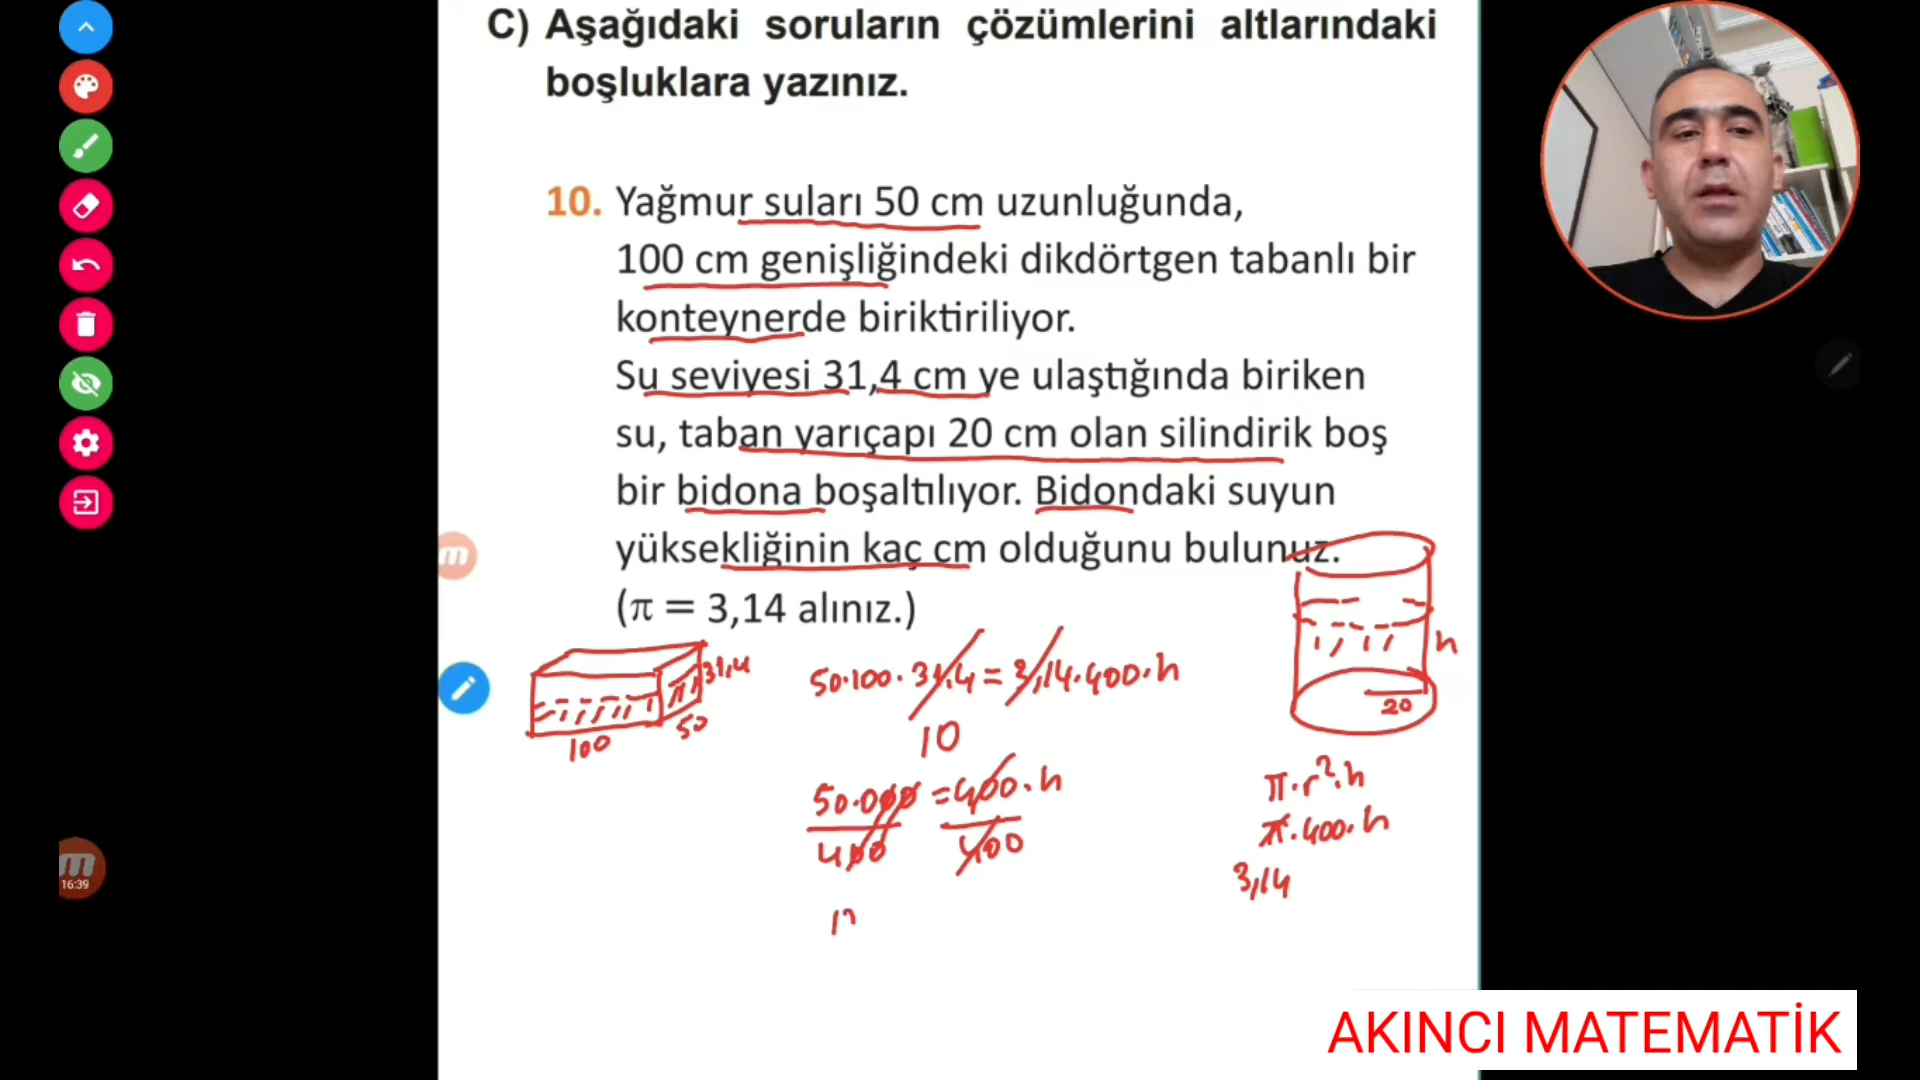 C) Aşağıdaki soruların çözümlerini altlarındaki
boşluklara yazınız.
10. Yağmur suları 50 cm uzunluğunda,
100 cm genişliğindeki dikdörtgen tabanlı bir
konteynerde biriktiriliyor.
Su seviyesi 31,4 cm ye ulaştığında biriken
su, taban yarıçapı 20 cm olan silindirik boş
bir bidona boşaltılıyor. Bidondaki suyun
yüksekliğinin kaç cm olduğunu bulunuz.
(π = 3,14 alınız.)
31,4
50
100
50·100·31,4=3,14·400·h
10
50·000=400·h
400 400
h
20
π·r²·h
π·400·h
3,14
m
m
16:39
AKINCI MATEMATİK